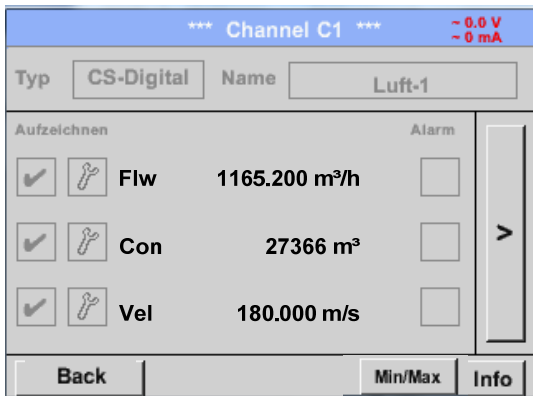 *** Channel C1 ***
~ 0.0 V
~ 0 mA
Typ CS-Digital Name Luft-1
Aufzeichnen Alarm
Flw 1165.200 m³/h
Con 27366 m³
>
Vel 180.000 m/s
Back Min/Max Info